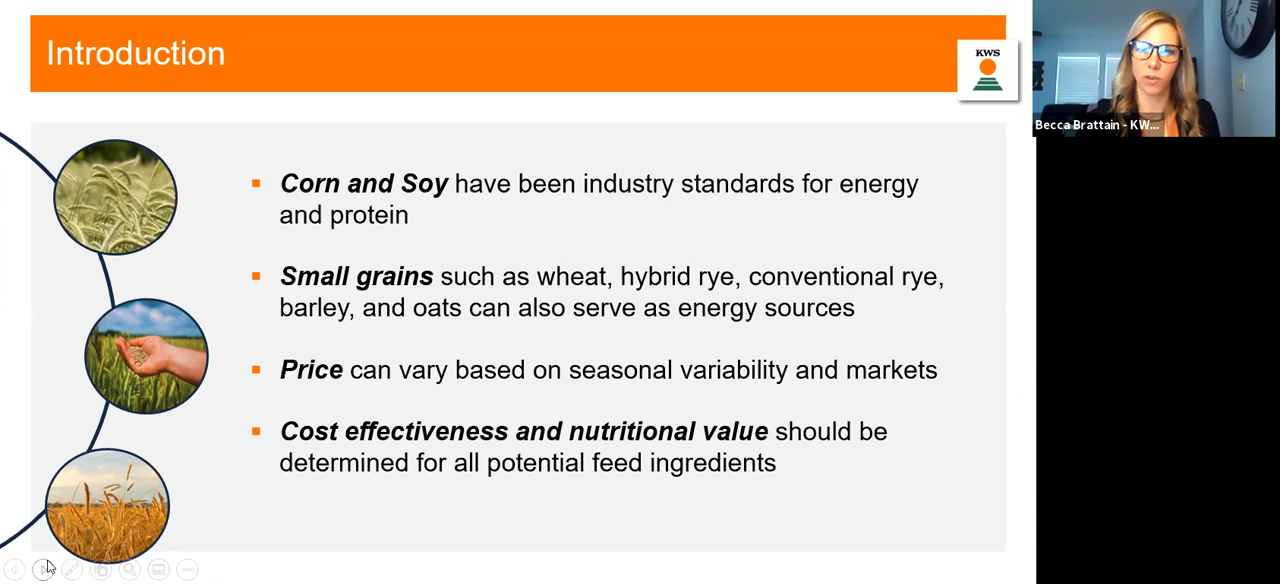 Introduction
KWS
Becca Brattain - KW...
Corn and Soy have been industry standards for energy
and protein
Small grains such as wheat, hybrid rye, conventional rye,
barley, and oats can also serve as energy sources
Price can vary based on seasonal variability and markets
Cost effectiveness and nutritional value should be
determined for all potential feed ingredients